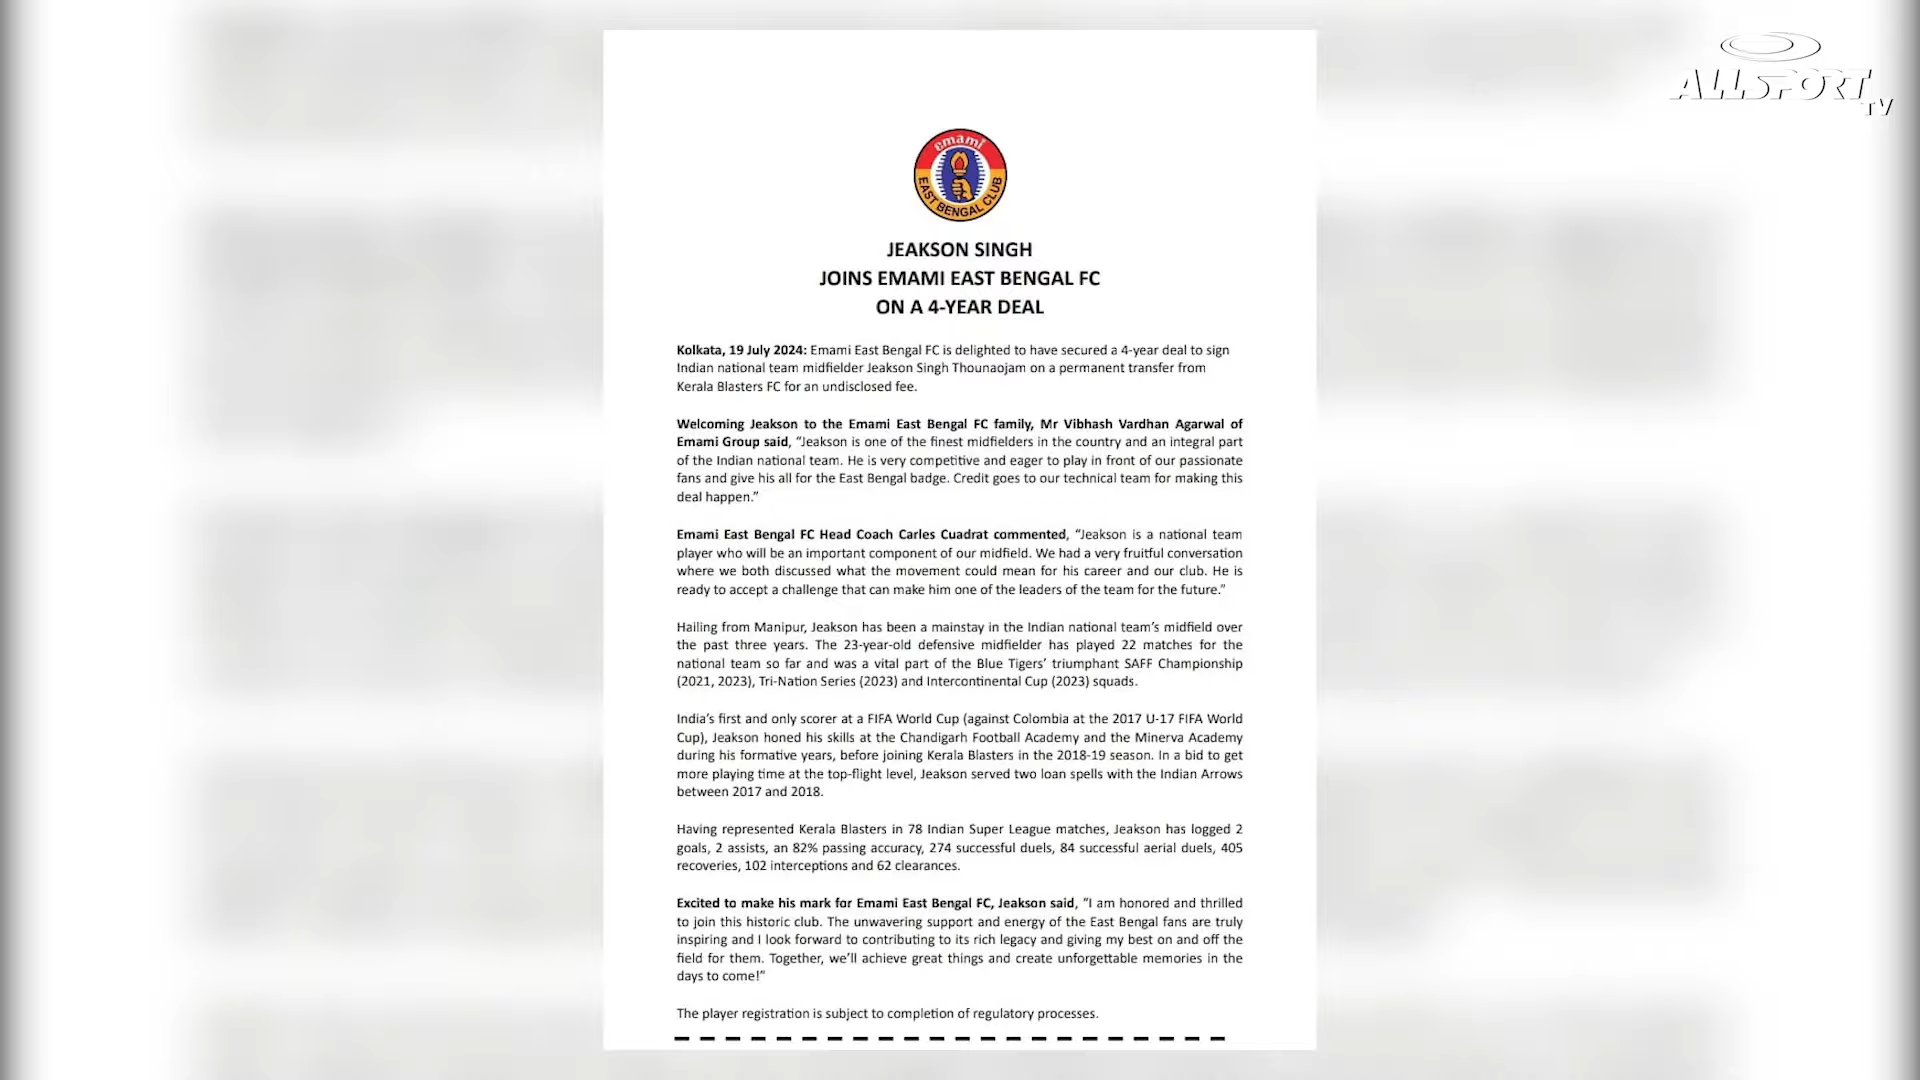 ALLSPORT TV
emami
EAST BENGAL CLUB
JEAKSON SINGH
JOINS EMAMI EAST BENGAL FC
ON A 4-YEAR DEAL
Kolkata, 19 July 2024: Emami East Bengal FC is delighted to have secured a 4-year deal to sign
Indian national team midfielder Jeakson Singh Thounaojam on a permanent transfer from
Kerala Blasters FC for an undisclosed fee.
Welcoming Jeakson to the Emami East Bengal FC family, Mr Vibhash Vardhan Agarwal of
Emami Group said, “Jeakson is one of the finest midfielders in the country and an integral part
of the Indian national team. He is very competitive and eager to play in front of our passionate
fans and give his all for the East Bengal badge. Credit goes to our technical team for making this
deal happen.”
Emami East Bengal FC Head Coach Carles Cuadrat commented, “Jeakson is a national team
player who will be an important component of our midfield. We had a very fruitful conversation
where we both discussed what the movement could mean for his career and our club. He is
ready to accept a challenge that can make him one of the leaders of the team for the future.”
Hailing from Manipur, Jeakson has been a mainstay in the Indian national team’s midfield over
the past three years. The 23-year-old defensive midfielder has played 22 matches for the
national team so far and was a vital part of the Blue Tigers’ triumphant SAFF Championship
(2021, 2023), Tri-Nation Series (2023) and Intercontinental Cup (2023) squads.
India’s first and only scorer at a FIFA World Cup (against Colombia at the 2017 U-17 FIFA World
Cup), Jeakson honed his skills at the Chandigarh Football Academy and the Minerva Academy
during his formative years, before joining Kerala Blasters in the 2018-19 season. In a bid to get
more playing time at the top-flight level, Jeakson served two loan spells with the Indian Arrows
between 2017 and 2018.
Having represented Kerala Blasters in 78 Indian Super League matches, Jeakson has logged 2
goals, 2 assists, an 82% passing accuracy, 274 successful duels, 84 successful aerial duels, 405
recoveries, 102 interceptions and 62 clearances.
Excited to make his mark for Emami East Bengal FC, Jeakson said, “I am honored and thrilled
to join this historic club. The unwavering support and energy of the East Bengal fans are truly
inspiring and I look forward to contributing to its rich legacy and giving my best on and off the
field for them. Together, we’ll achieve great things and create unforgettable memories in the
days to come!”
The player registration is subject to completion of regulatory processes.